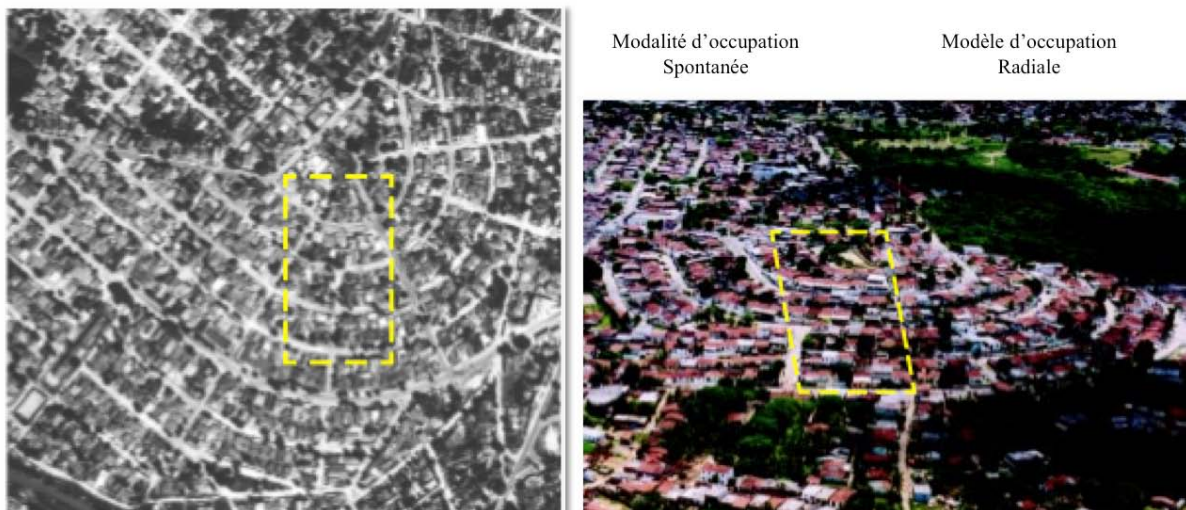 Modalité d'occupation
Spontanée
Modèle d'occupation
Radiale